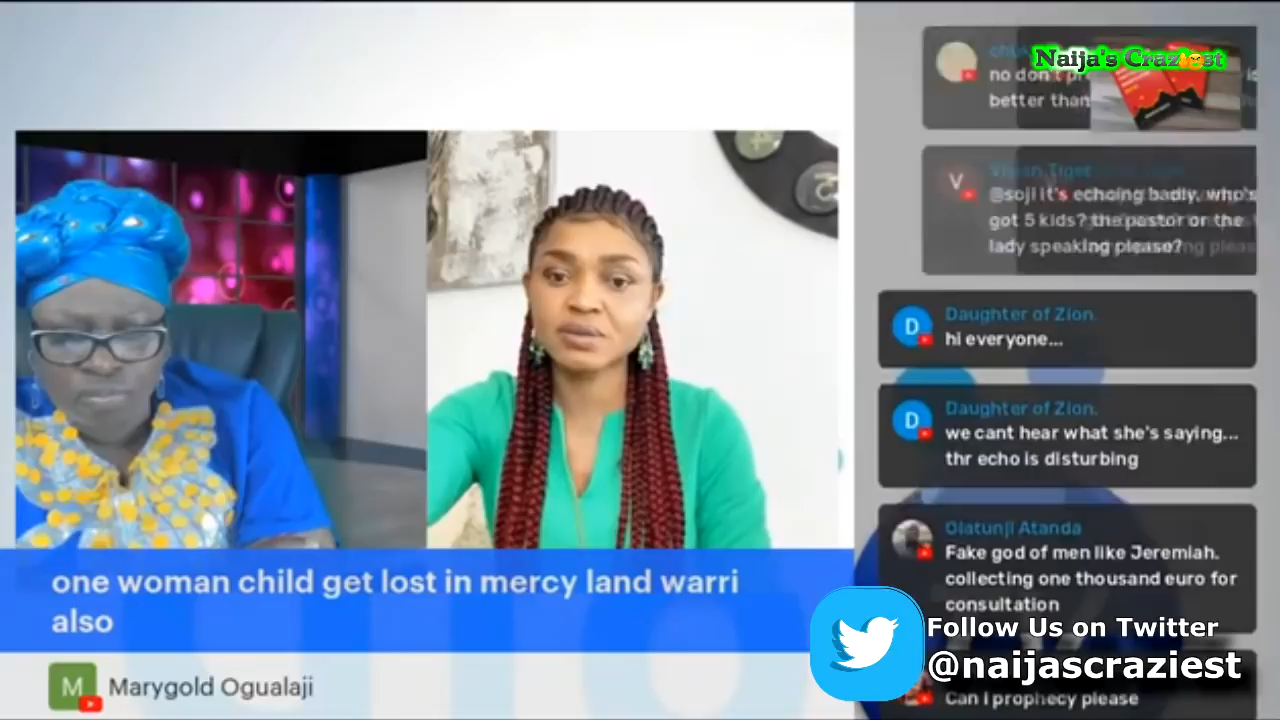 Naija's Craziest
no don't
better than
V
@soji it's echoing badly, who's
got 5 kids? the pastor or the
lady speaking please?
D
Daughter of Zion.
hi everyone...
D
Daughter of Zion.
we cant hear what she's saying...
thr echo is disturbing
Olatunji Atanda
Fake god of men like Jeremiah.
collecting one thousand euro for
consultation
one woman child get lost in mercy land warri
also
M
Marygold Ogualaji
Follow Us on Twitter
@naijascraziest
Can I prophecy please